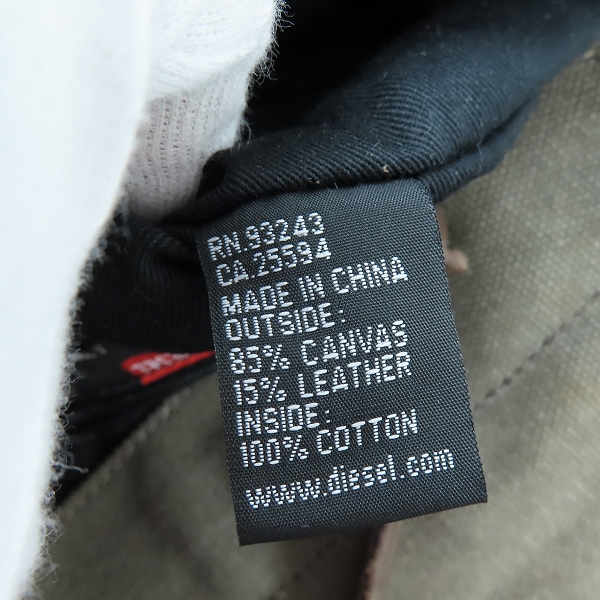 RN.93243
CA.25594
MADE IN CHINA
OUTSIDE:
85% CANVAS
15% LEATHER
INSIDE:
100% COTTON
www.diesel.com